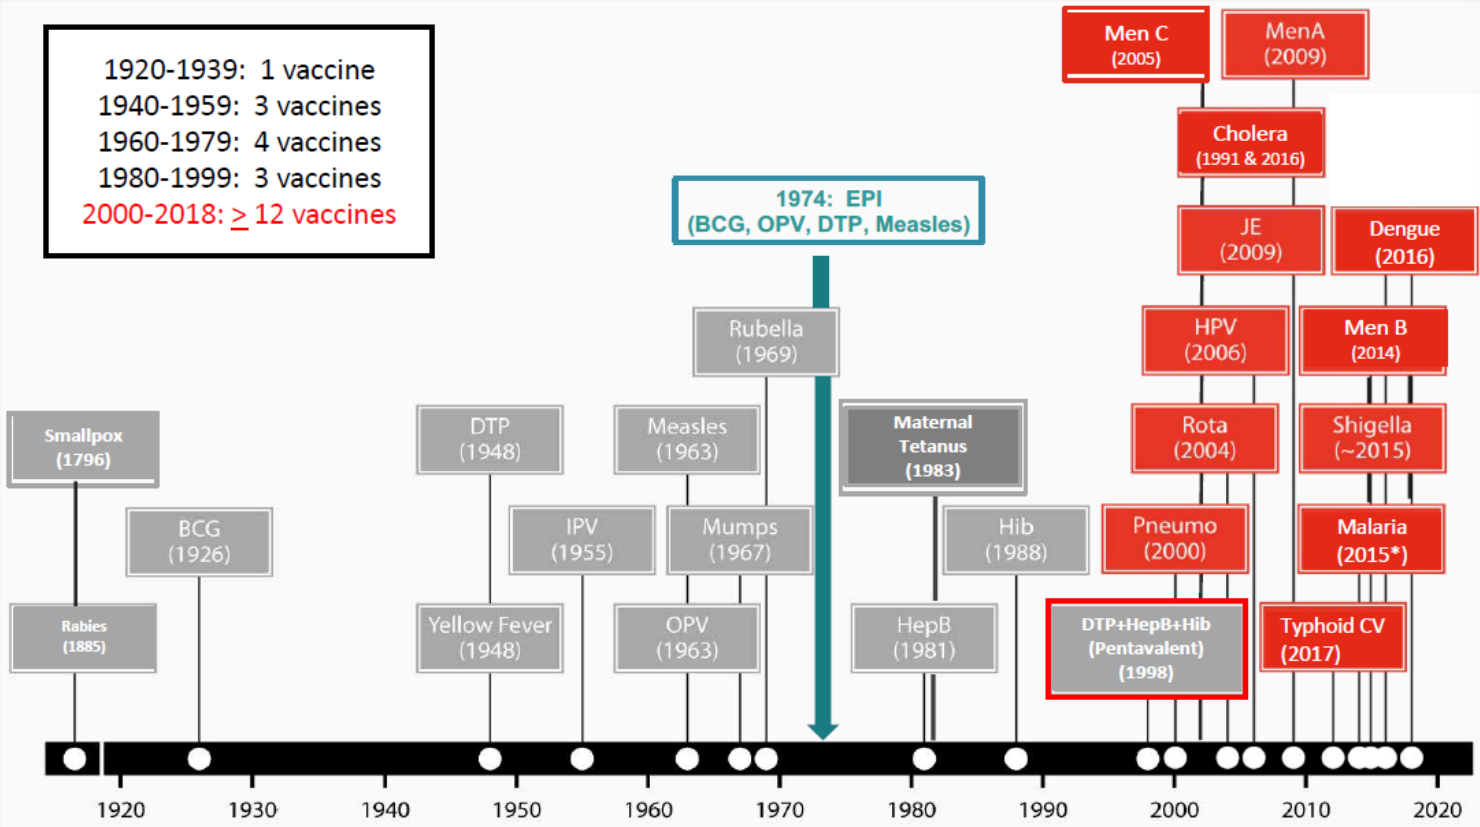 1920-1939: 1 vaccine
1940-1959: 3 vaccines
1960-1979: 4 vaccines
1980-1999: 3 vaccines
2000-2018: > 12 vaccines
1974: EPI
(BCG, OPV, DTP, Measles)
Men C
(2005)
MenA
(2009)
Cholera
(1991 & 2016)
JE
(2009)
Dengue
(2016)
Rubella
(1969)
HPV
(2006)
Men B
(2014)
Smallpox
(1796)
DTP
(1948)
Measles
(1963)
Maternal
Tetanus
(1983)
Rota
(2004)
Shigella
(~2015)
BCG
(1926)
IPV
(1955)
Mumps
(1967)
Hib
(1988)
Pneumo
(2000)
Malaria
(2015*)
Rabies
(1885)
Yellow Fever
(1948)
OPV
(1963)
HepB
(1981)
DTP+HepB+Hib
(Pentavalent)
(1998)
Typhoid CV
(2017)
1920 1930 1940 1950 1960 1970 1980 1990 2000 2010 2020